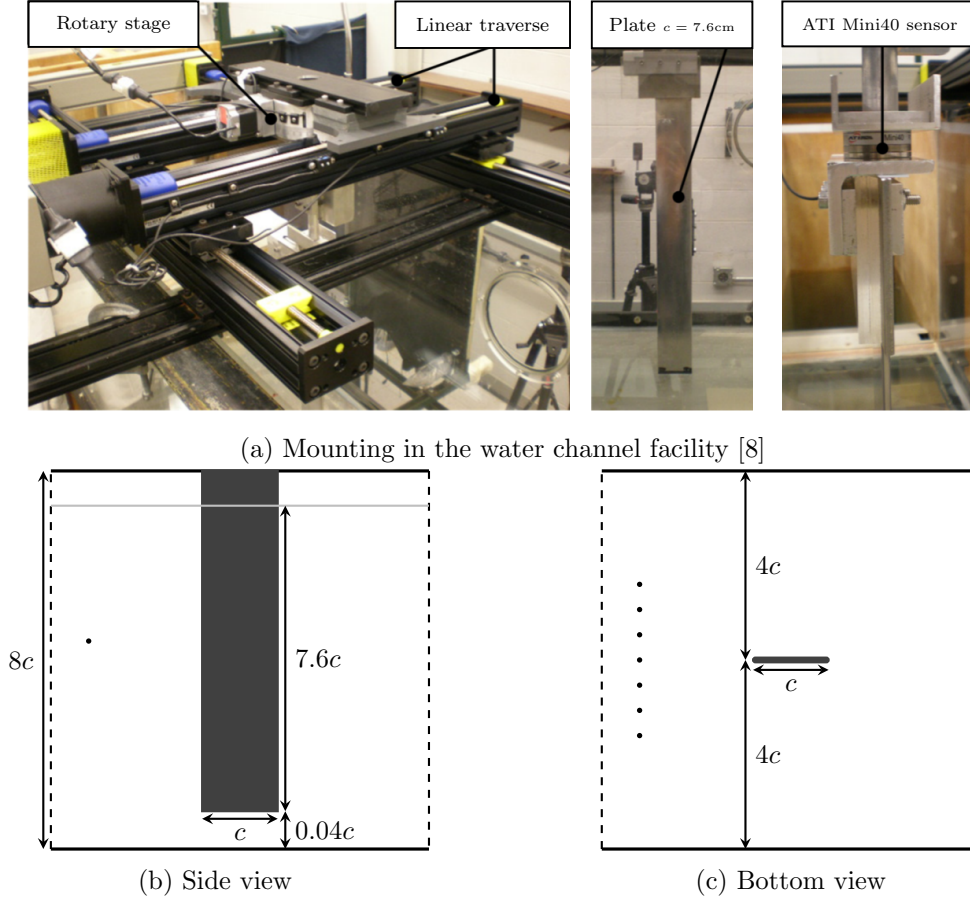 Rotary stage
Linear traverse
Plate c = 7.6cm
ATI Mini40 sensor
(a) Mounting in the water channel facility [8]
8c
7.6c
c
0.04c
4c
c
4c
(b) Side view
(c) Bottom view